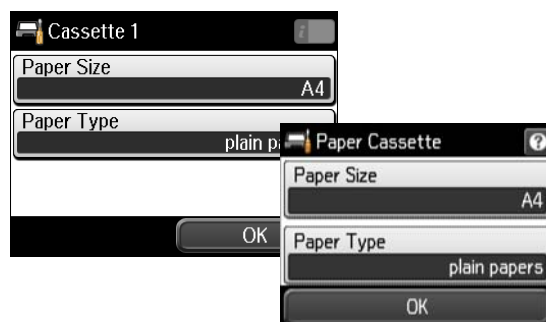 Cassette 1
Paper Size
A4
Paper Type
plain
OK
Paper Cassette
Paper Size
A4
Paper Type
plain papers
OK